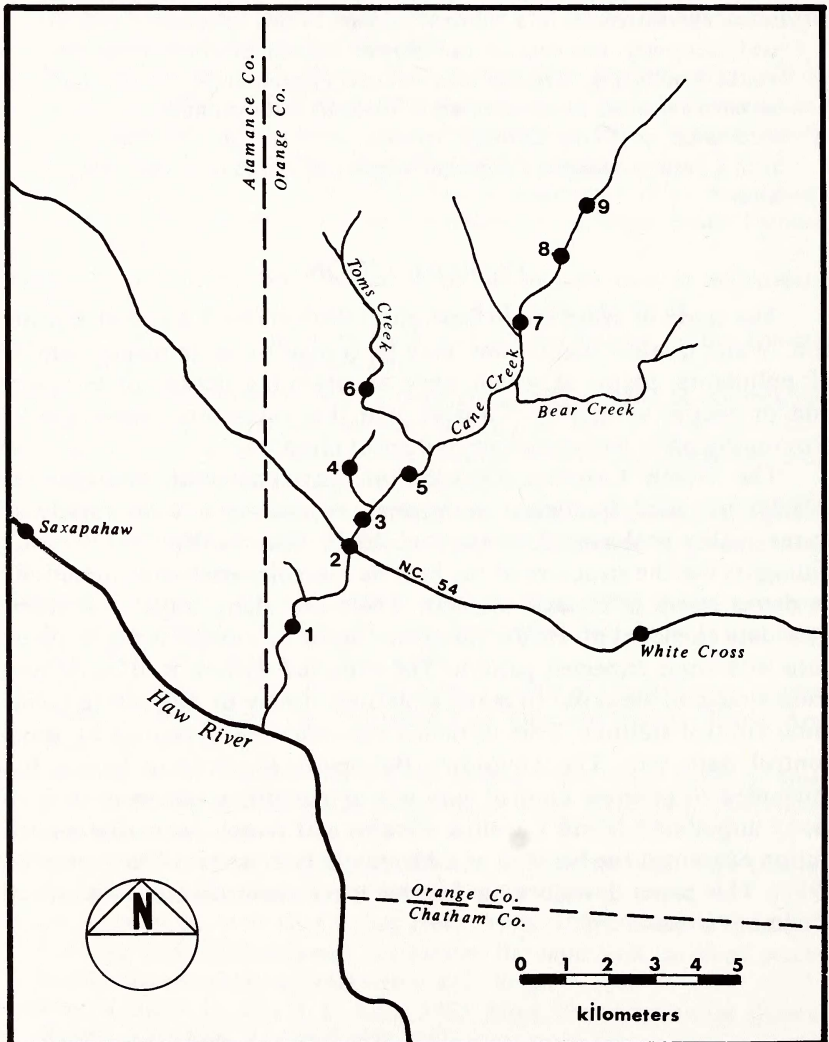 Alamance Co.
Orange Co.
9
8
Toms Creek
7
Cane Creek
6
Bear Creek
4
5
3
Saxapahaw
2
N.C. 54
1
White Cross
Haw River
Orange Co.
Chatham Co.
N
0 1 2 3 4 5
kilometers